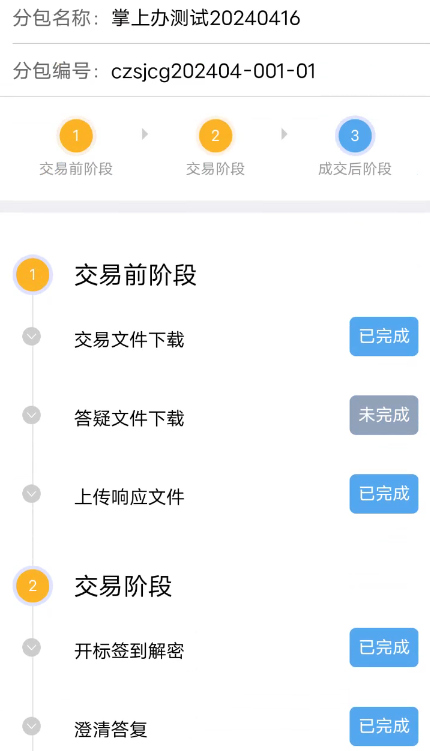 分包名称：掌上办测试20240416
分包编号：czsjcg202404-001-01
1 2 3
交易前阶段 交易阶段 成交后阶段
1 交易前阶段
交易文件下载 已完成
答疑文件下载 未完成
上传响应文件 已完成
2 交易阶段
开标签到解密 已完成
澄清答复 已完成